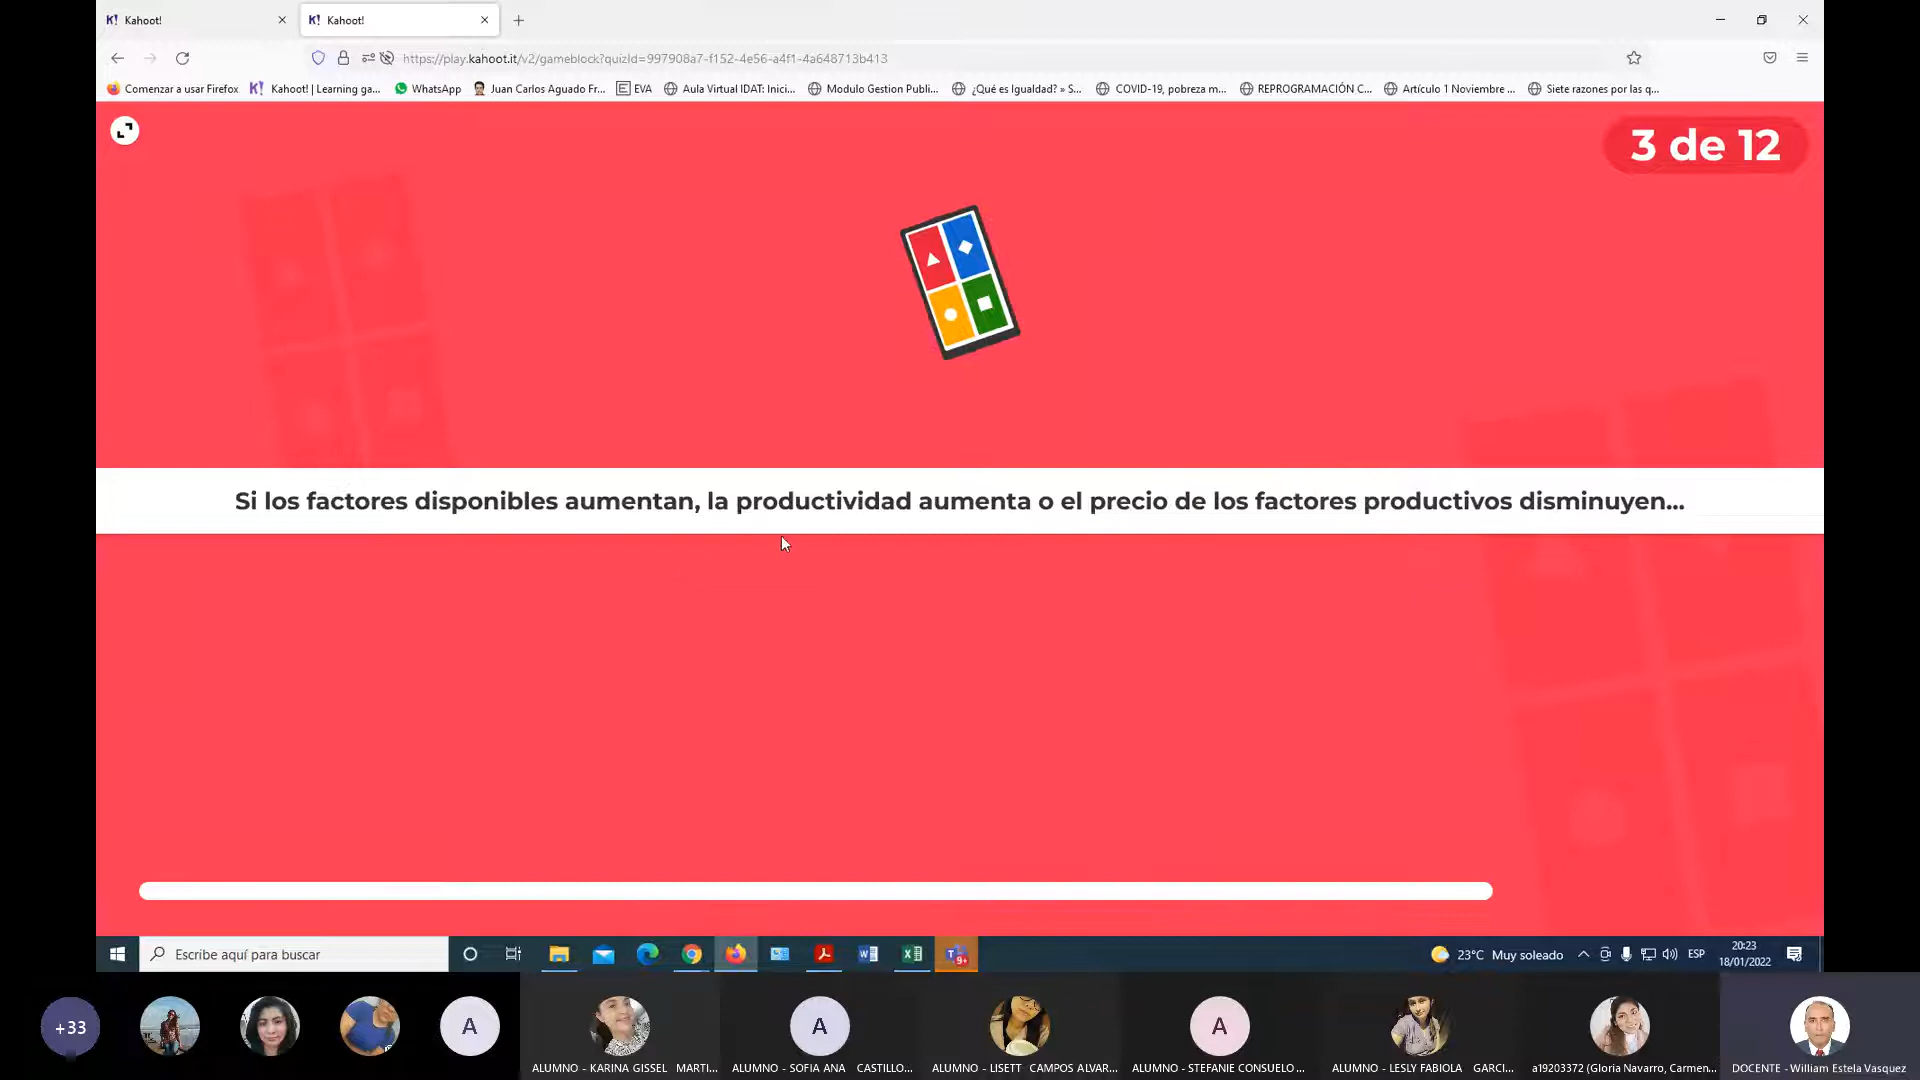 K! Kahoot!
K! Kahoot!
https://play.kahoot.it/v2/gameblock?quizId=997908a7-f152-4e56-a4f1-4a648713b413
Comenzar a usar Firefox
K! Kahoot! | Learning ga...
WhatsApp
Juan Carlos Aguado Fr...
EVA
Aula Virtual IDAT: Inici...
Modulo Gestion Publi...
¿Qué es Igualdad? » S...
COVID-19, pobreza m...
REPROGRAMACIÓN C...
Artículo 1 Noviembre ...
Siete razones por las q...
3 de 12
Si los factores disponibles aumentan, la productividad aumenta o el precio de los factores productivos disminuyen...
Escribe aquí para buscar
9+
23°C Muy soleado
ESP
20:23
18/01/2022
+33
A
A
A
ALUMNO - KARINA GISSEL MARTI...
ALUMNO - SOFIA ANA CASTILLO...
ALUMNO - LISETT CAMPOS ALVAR...
ALUMNO - STEFANIE CONSUELO ...
ALUMNO - LESLY FABIOLA GARCI...
a19203372 (Gloria Navarro, Carmen...
DOCENTE - William Estela Vasquez